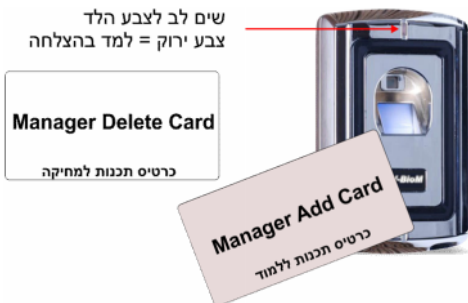 שים לב לצבע הלד
צבע ירוק = למד בהצלחה
Manager Delete Card
כרטיס תכנות למחיקה
Manager Add Card
כרטיס תכנות ללמוד